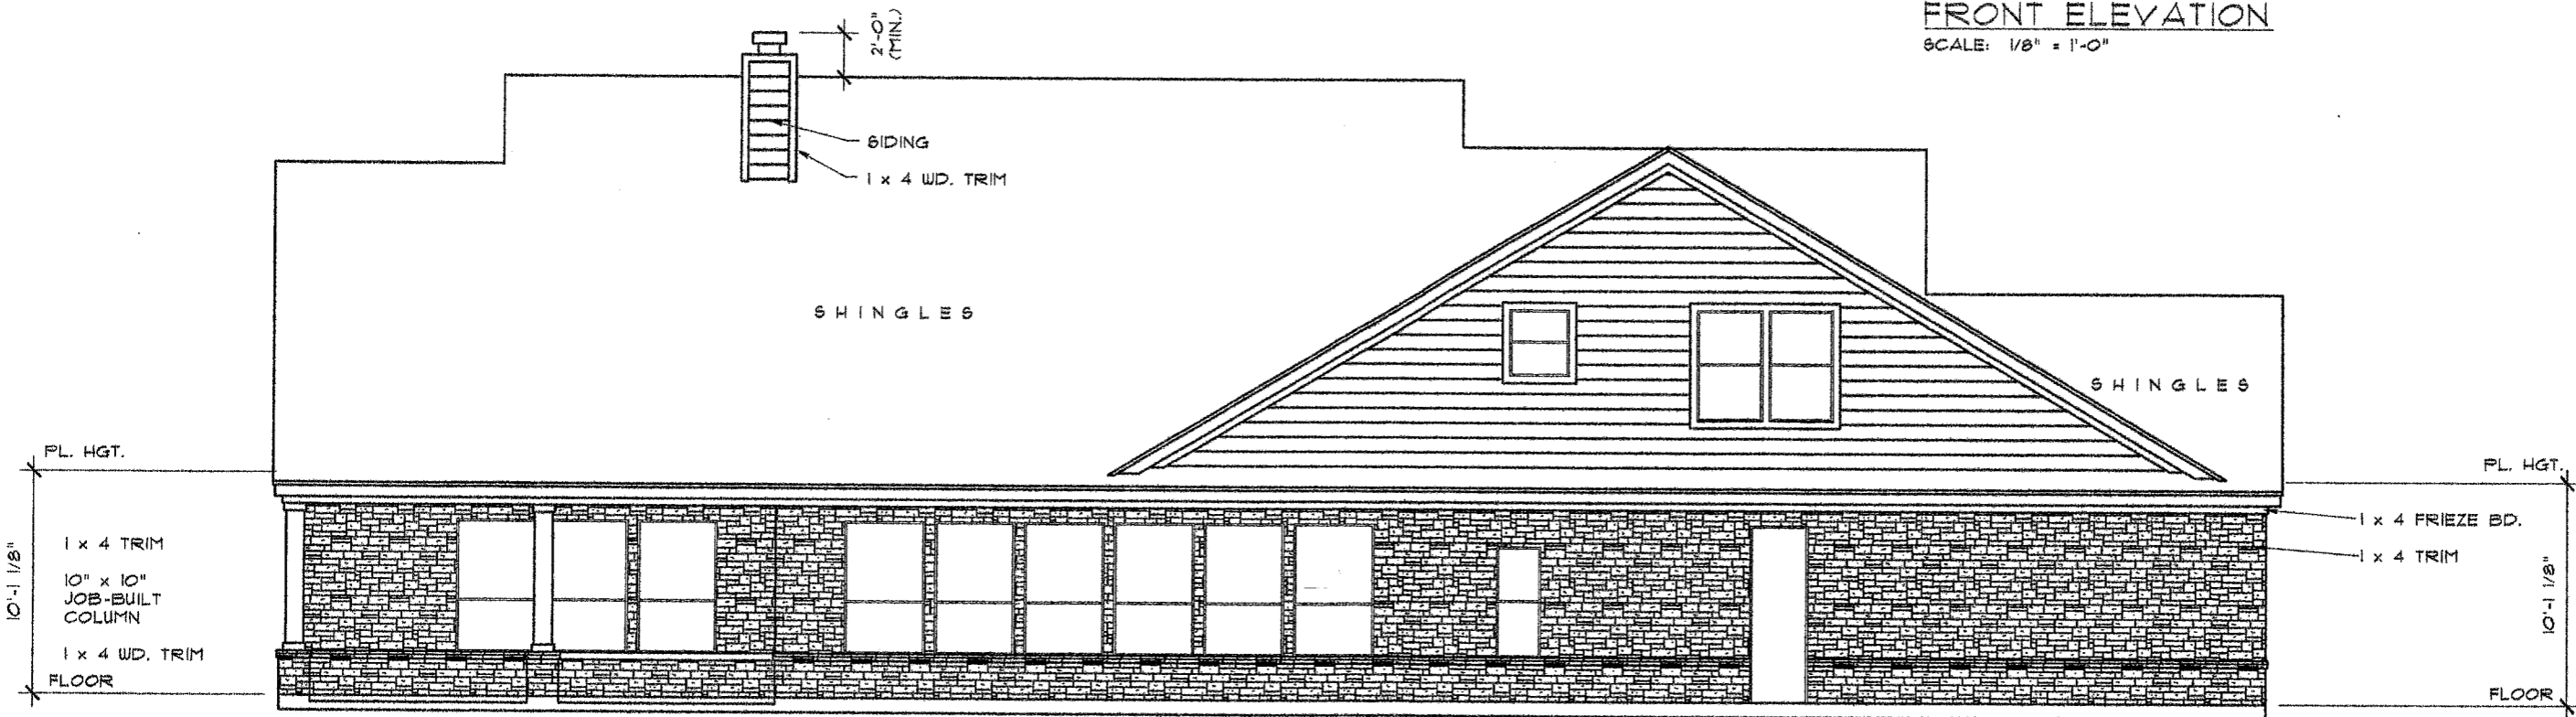 FRONT ELEVATION
SCALE: 1/8" = 1'-0"
2'-0"
(MIN.)
SIDING
1 x 4 WD. TRIM
SHINGLES
SHINGLES
PL. HGT.
PL. HGT.
10'-1 1/8"
1 x 4 TRIM
10" x 10"
JOB-BUILT
COLUMN
1 x 4 WD. TRIM
FLOOR
1 x 4 FRIEZE BD.
1 x 4 TRIM
10'-1 1/8"
FLOOR